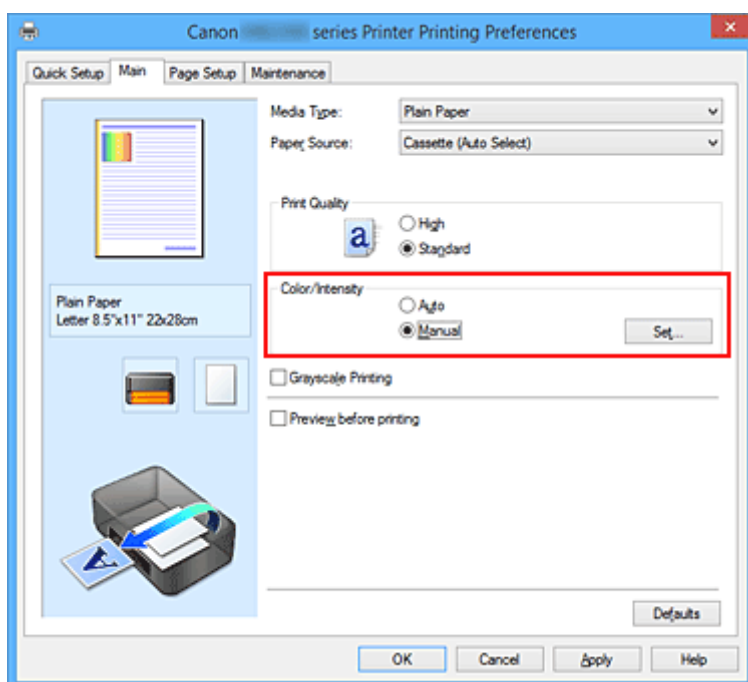 Canon series Printer Printing Preferences
Quick Setup Main Page Setup Maintenance
Media Type: Plain Paper
Paper Source: Cassette (Auto Select)
Print Quality
a
High
Standard
Color/Intensity
Auto
Manual
Set...
Plain Paper
Letter 8.5"x11" 22x28cm
Grayscale Printing
Preview before printing
A
Defaults
OK Cancel Apply Help